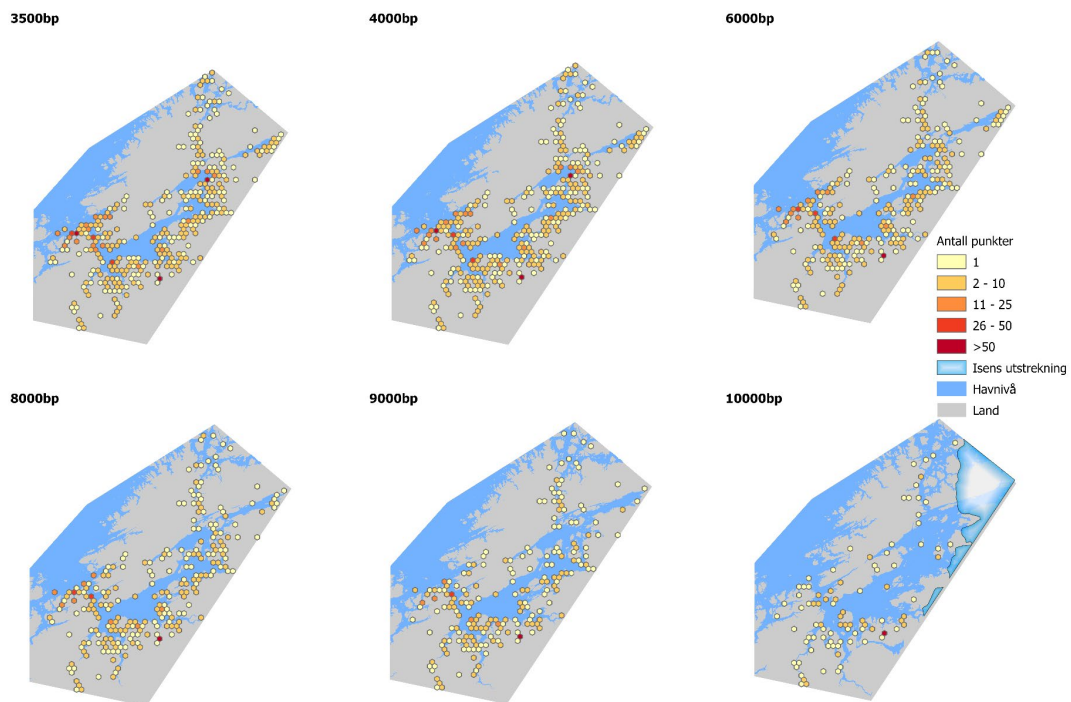 3500bp
4000bp
6000bp
Antall punkter
1
2 - 10
11 - 25
26 - 50
>50
Isens utstrekning
Havnivå
Land
8000bp
9000bp
10000bp